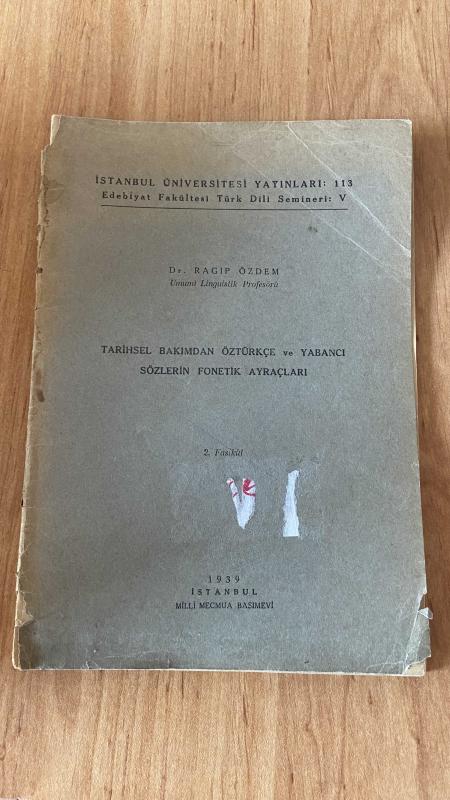 İSTANBUL ÜNİVERSİTESİ YAYINLARI: 113
Edebiyat Fakültesi Türk Dili Semineri: V
Dr. RAGIP ÖZDEM
Umumî Linguistik Profesörü
TARİHSEL BAKIMDAN ÖZTÜRKÇE ve YABANCI
SÖZLERİN FONETİK AYRAÇLARI
2. Fasikül
1939
İSTANBUL
MİLLÎ MECMUA BASIMEVİ